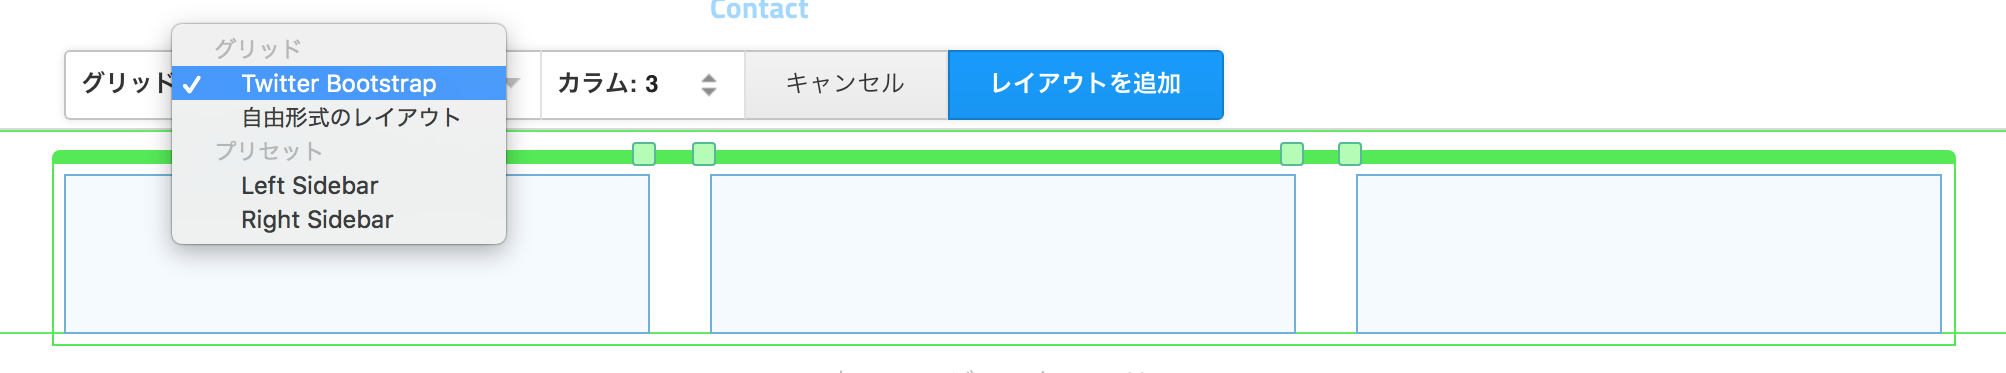 Contact
グリッド
グリッド
✓ Twitter Bootstrap
カラム: 3
キャンセル
レイアウトを追加
自由形式のレイアウト
プリセット
Left Sidebar
Right Sidebar